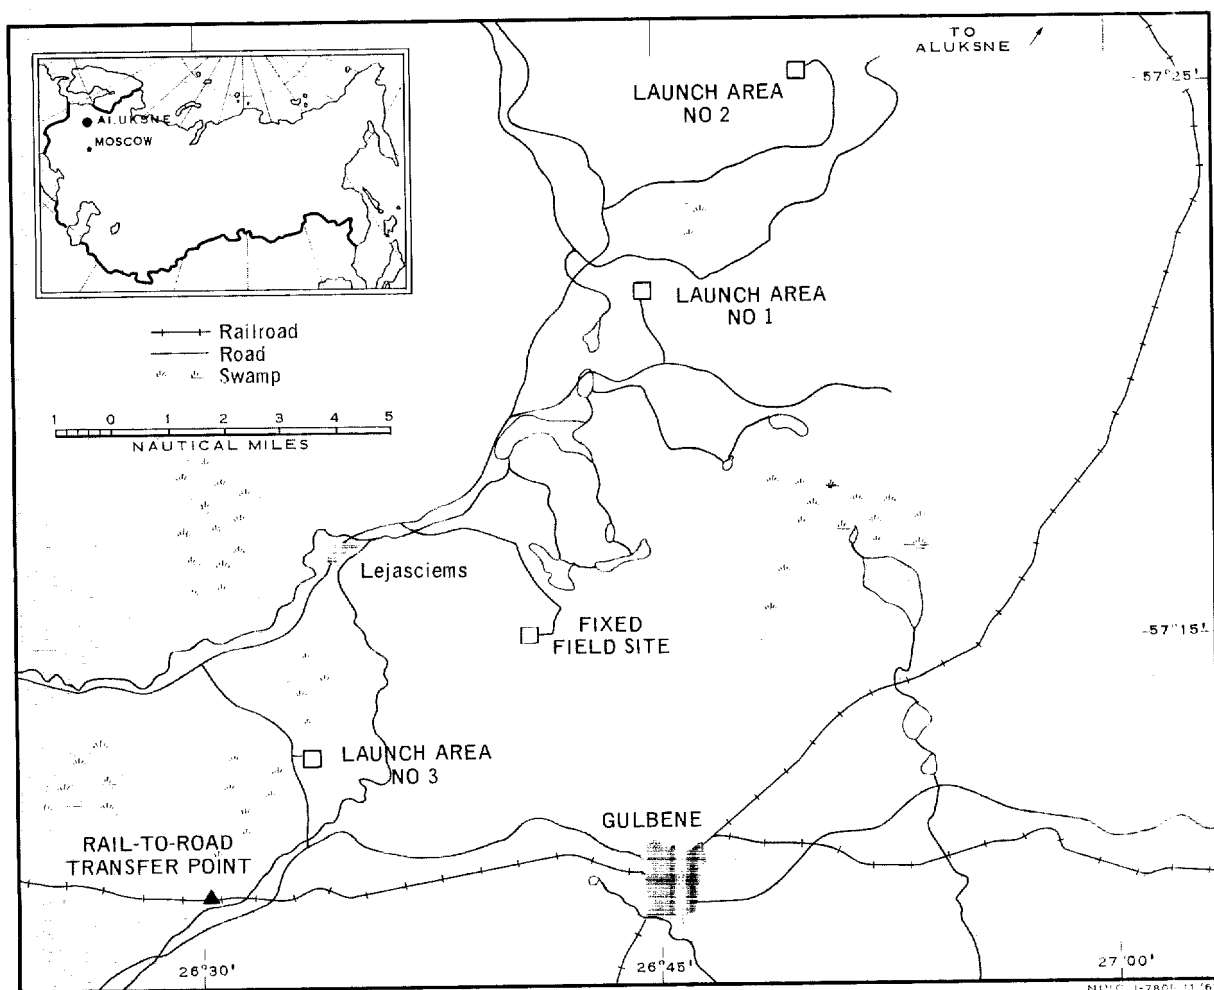 TO
ALUKSNE
57°25'
LAUNCH AREA
NO 2
ALUKSNE
MOSCOW
LAUNCH AREA
NO 1
Railroad
Road
Swamp
1 0 1 2 3 4 5
NAUTICAL MILES
Lejasciems
FIXED
FIELD SITE
57°15'
LAUNCH AREA
NO 3
GULBENE
RAIL-TO-ROAD
TRANSFER POINT
26°30'
26°45'
27°00'